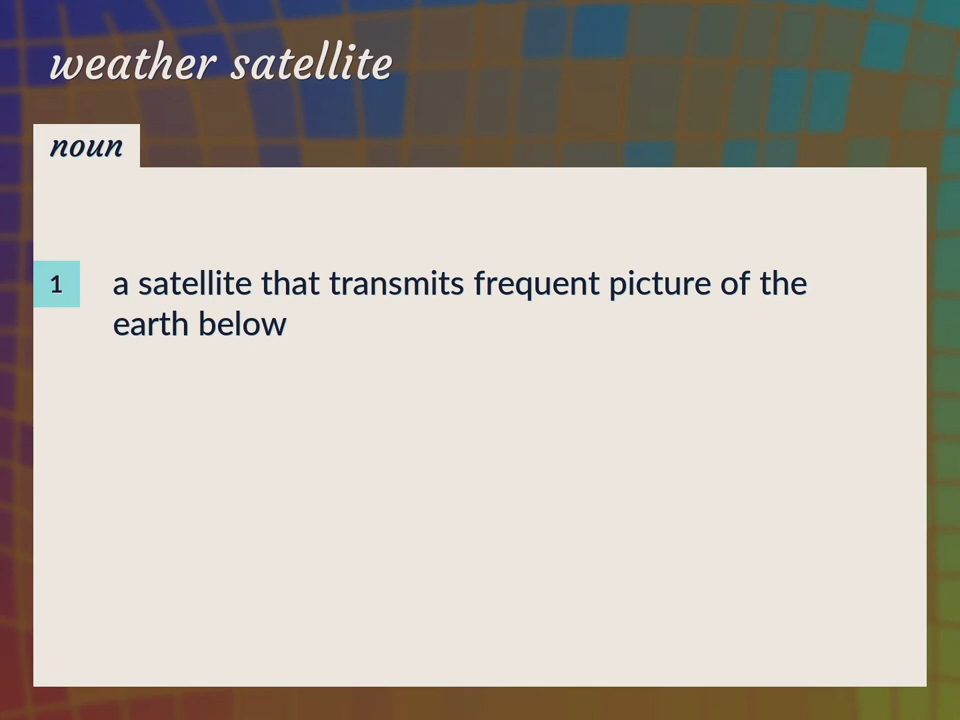 weather satellite
noun
1 a satellite that transmits frequent picture of the
earth below